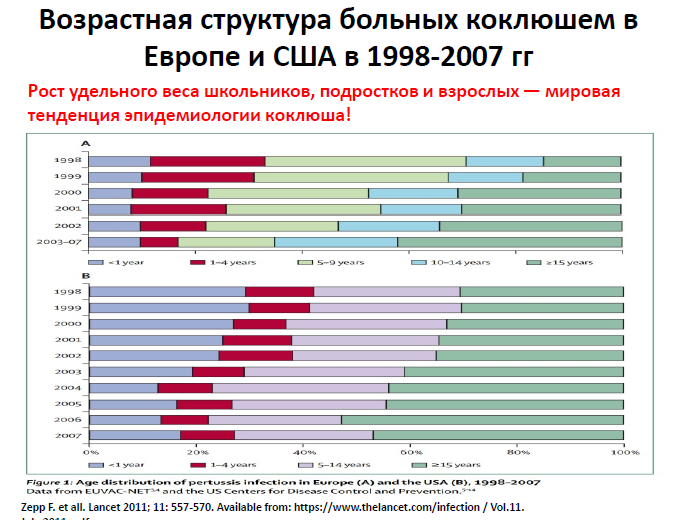 Возрастная структура больных коклюшем в
Европе и США в 1998-2007 гг
Рост удельного веса школьников, подростков и взрослых — мировая
тенденция эпидемиологии коклюша!
A
1998
1999
2000
2001
2002
2003–07
<1 year 1–4 years 5–9 years 10–14 years ≥15 years
B
1998
1999
2000
2001
2002
2003
2004
2005
2006
2007
0% 20% 40% 60% 80% 100%
<1 year 1–4 years 5–14 years ≥15 years
Figure 1: Age distribution of pertussis infection in Europe (A) and the USA (B), 1998–2007
Data from EUVAC-NET and the US Centers for Disease Control and Prevention.
Zepp F. et all. Lancet 2011; 11: 557-570. Available from: https://www.thelancet.com/infection / Vol.11.